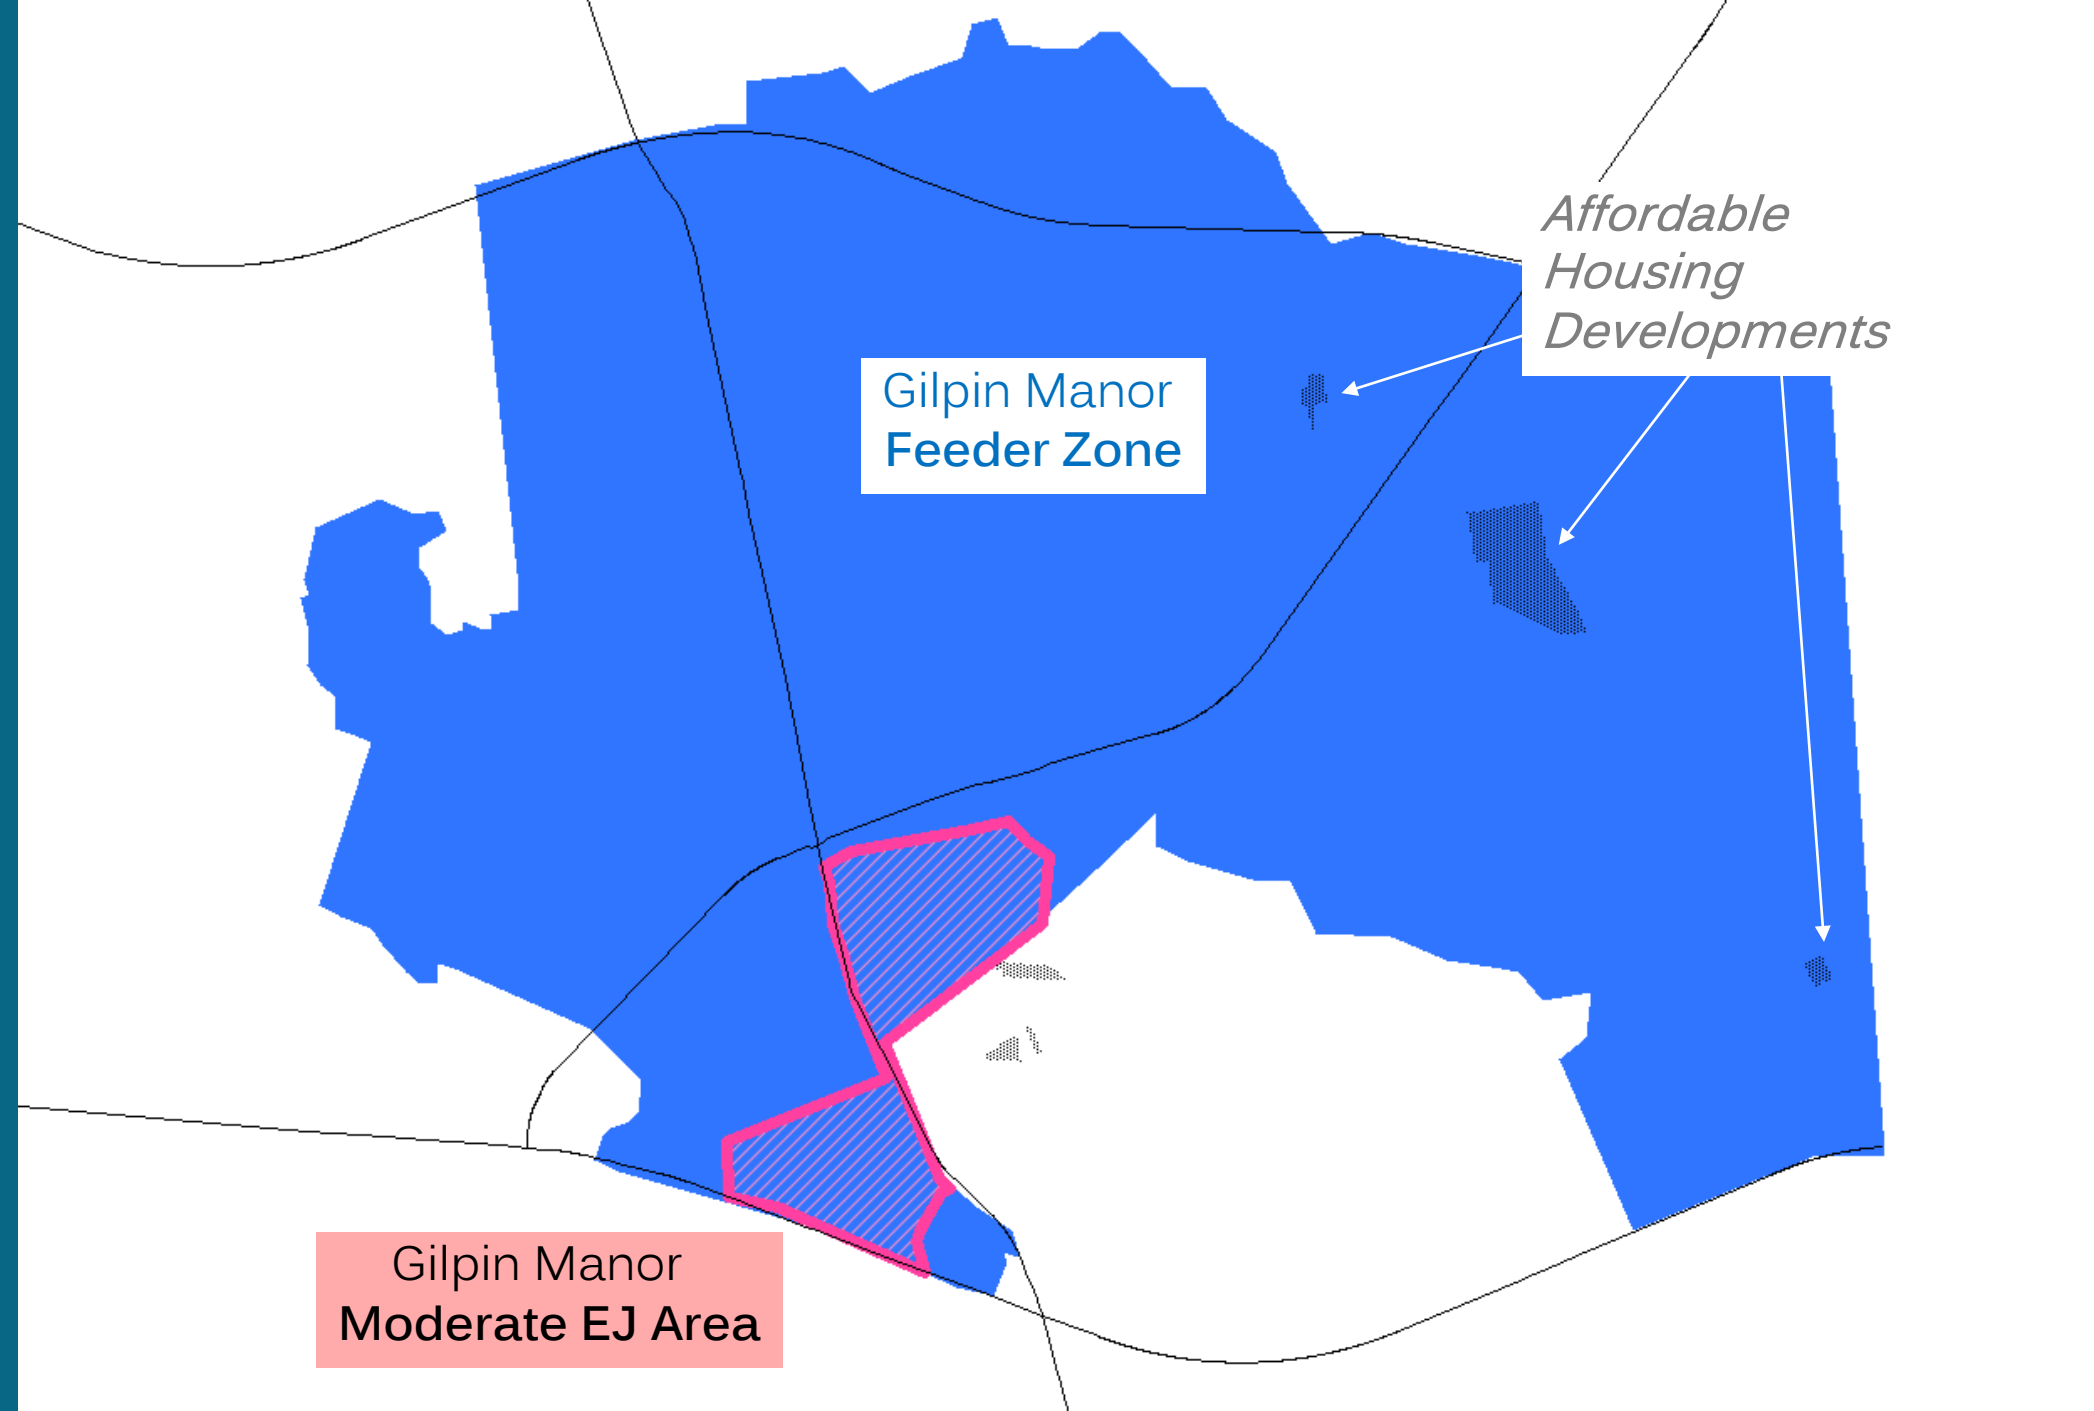 Affordable
Housing
Developments
Gilpin Manor
Feeder Zone
Gilpin Manor
Moderate EJ Area